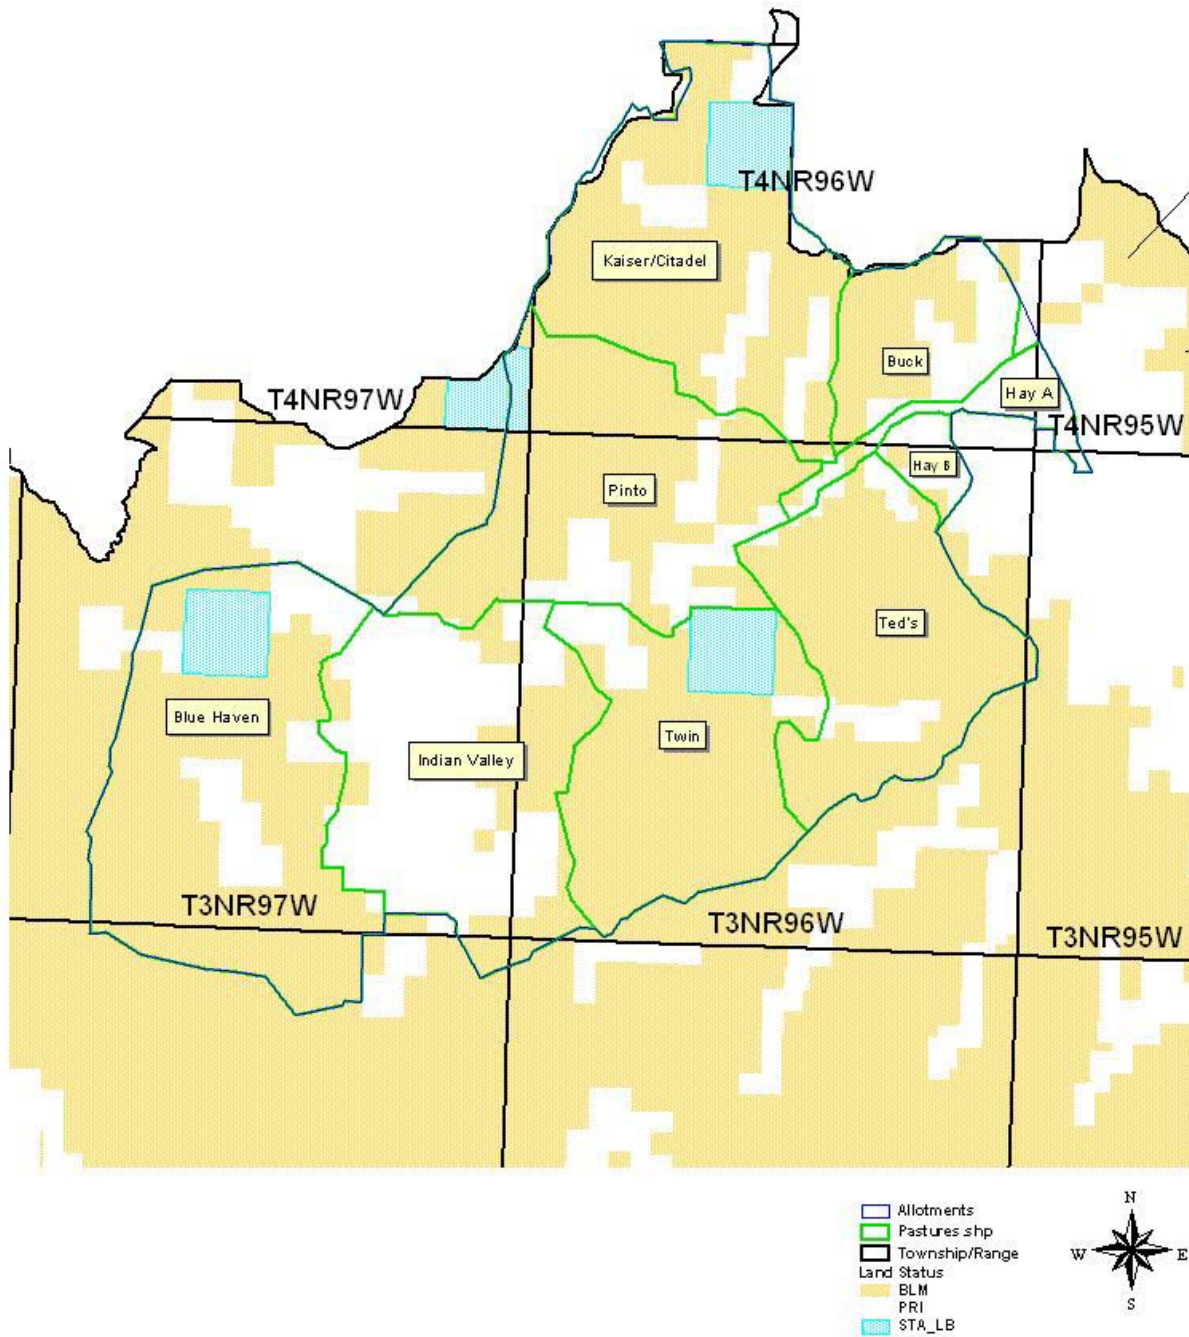 T4NR96W
Kaiser/Citadel
Buck
T4NR97W
Hay A
T4NR95W
Hay B
Pinto
Ted's
Blue Haven
Twin
Indian Valley
T3NR97W
T3NR96W
T3NR95W
Allotments
Pastures.shp
Township/Range
Land Status
BLM
PRI
STA_LB
N
W E
S